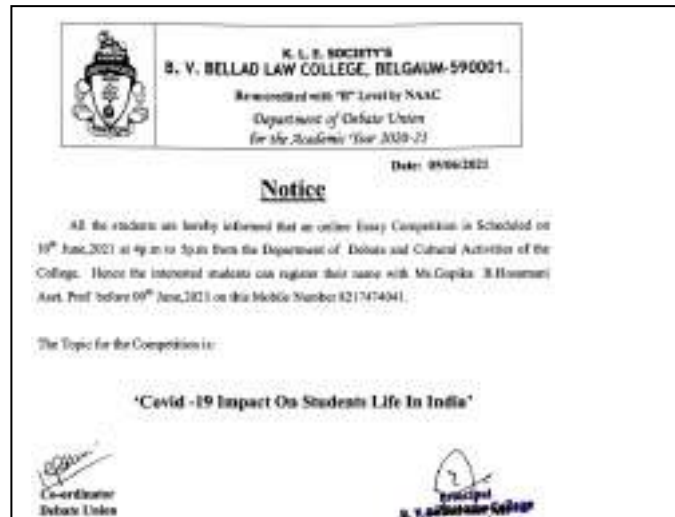 K. L. E. SOCIETY'S
B. V. BELLAD LAW COLLEGE, BELGAUM-590001.
Reaccredited with "B" Level by NAAC
Department of Debate Union
for the Academic Year 2020-21
Date: 05/06/2021
Notice
All the students are hereby informed that an online Essay Competition is Scheduled on
10th June,2021 at 4p.m to 5p.m from the Department of Debate and Cultural Activities of the
College. Hence the interested students can register their name with Ms.Gopika B.Hosamani
Asst. Prof before 09th June,2021 on this Mobile Number 8217474041.
The Topic for the Competition is:
'Covid -19 Impact On Students Life In India'
Co-ordinator
Debate Union
Principal